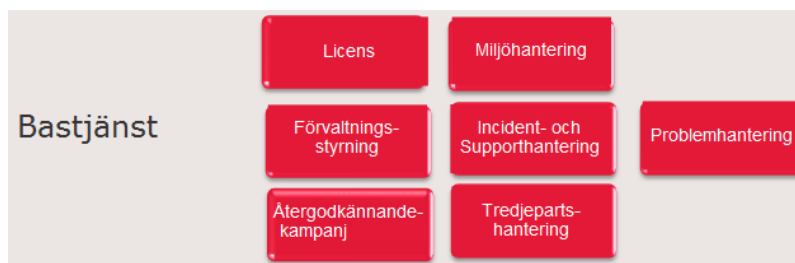 Licens
Miljöhantering
Bastjänst
Förvaltnings-
styrning
Incident- och
Supporthantering
Problemhantering
Återgodkännande-
kampanj
Tredjeparts-
hantering